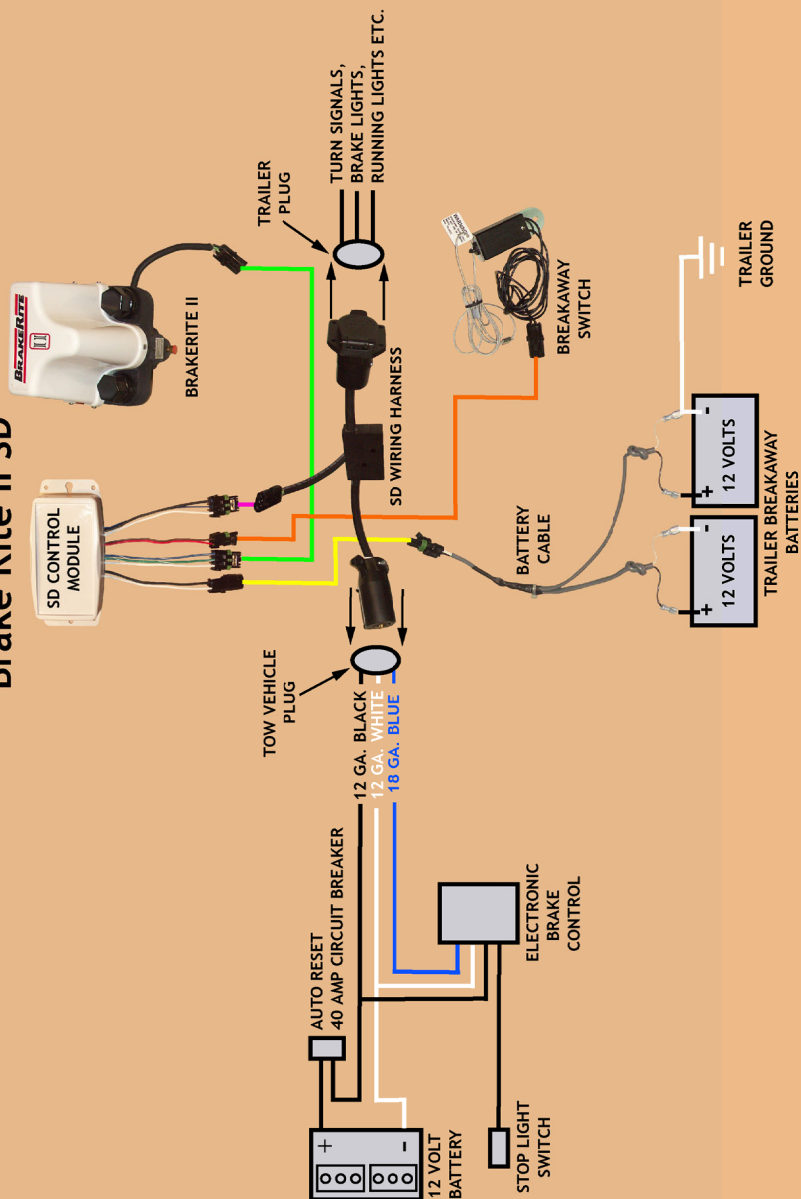 Brake Rite II SD
SD CONTROL
MODULE
BRAKERITE
II
BRAKERITE II
TRAILER
PLUG
TURN SIGNALS,
BRAKE LIGHTS,
RUNNING LIGHTS ETC.
SD WIRING HARNESS
WARNING
BREAKAWAY
SWITCH
TOW VEHICLE
PLUG
12 GA. BLACK
12 GA. WHITE
18 GA. BLUE
BATTERY
CABLE
+
12 VOLTS
-
+
12 VOLTS
-
TRAILER BREAKAWAY
BATTERIES
TRAILER
GROUND
AUTO RESET
40 AMP CIRCUIT BREAKER
ELECTRONIC
BRAKE
CONTROL
+
-
12 VOLT
BATTERY
STOP LIGHT
SWITCH